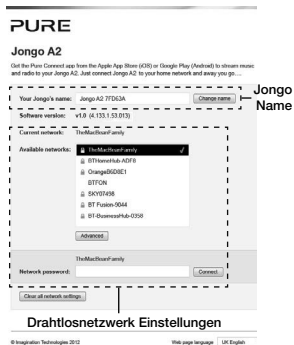 PURE
Jongo A2
Get the Pure Connect app from the Apple App Store (iOS) or Google Play (Android) to stream music
and radio to your Jongo A2. Just connect Jongo A2 to your home network and away you go....
Your Jongo's name: Jongo A2 7FD63A Change name
Jongo
Name
Software version: v1.0 (4.133.1.53.013)
Current network: TheMacBeanFamily
Available networks: TheMacBeanFamily
BTHomeHub-ADF8
OrangeB6D8E1
BTFON
SKY07498
BT Fusion-9044
BT-BusinessHub-0358
Advanced
TheMacBeanFamily
Network password: Connect
Clear all network settings
Drahtlosnetzwerk Einstellungen
© Imagination Technologies 2012 Web page language UK English